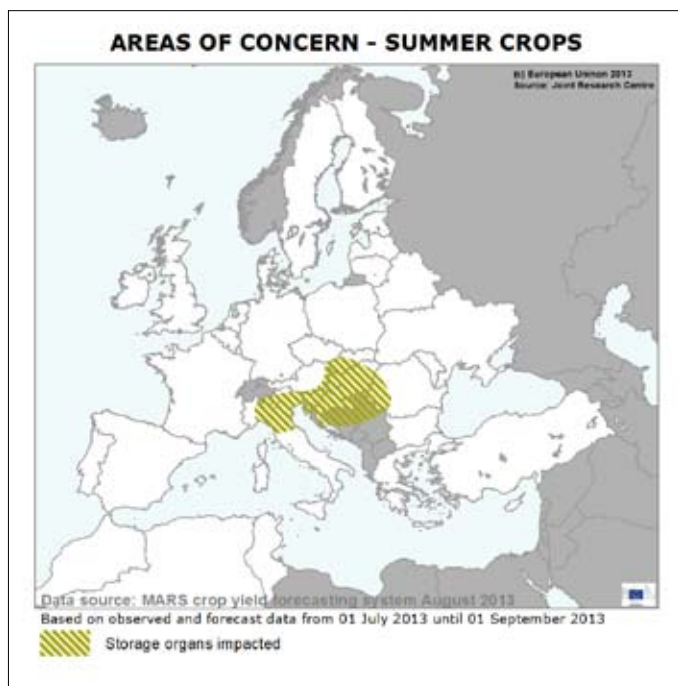 AREAS OF CONCERN - SUMMER CROPS
(c) European Uninon 2013
Source: Joint Research Centre
Data source: MARS crop yield forecasting system August 2013
Based on observed and forecast data from 01 July 2013 until 01 September 2013
Storage organs impacted